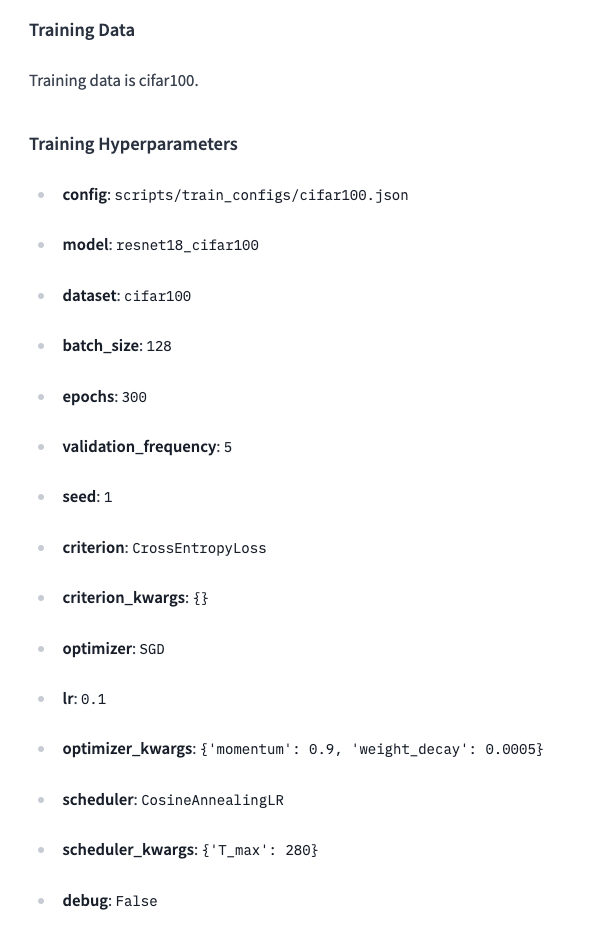 Training Data
Training data is cifar100.
Training Hyperparameters
config: scripts/train_configs/cifar100.json
model: resnet18_cifar100
dataset: cifar100
batch_size: 128
epochs: 300
validation_frequency: 5
seed: 1
criterion: CrossEntropyLoss
criterion_kwargs: {}
optimizer: SGD
lr: 0.1
optimizer_kwargs: {'momentum': 0.9, 'weight_decay': 0.0005}
scheduler: CosineAnnealingLR
scheduler_kwargs: {'T_max': 280}
debug: False